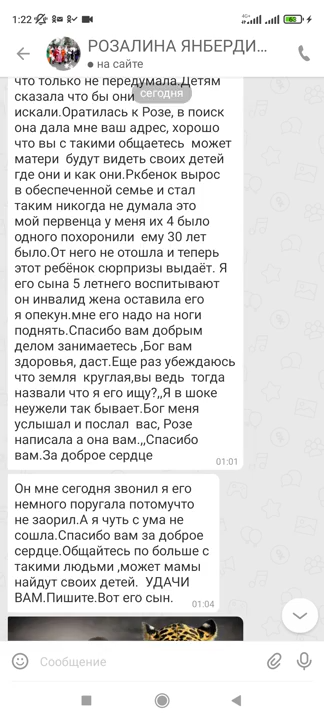 1:22
4G+
60
РОЗАЛИНА ЯНБЕРДИ...
на сайте
что только не передумала.Детям
сказала что бы они
сегодня
искали.Оратилась к Розе, в поиск
она дала мне ваш адрес, хорошо
что вы с такими общаетесь может
матери будут видеть своих детей
где они и как они.Ркбенок вырос
в обеспеченной семье и стал
таким никогда не думала это
мой первенца у меня их 4 было
одного похоронили ему 30 лет
было.От него не отошла и теперь
этот ребёнок сюрпризы выдаёт. Я
его сына 5 летнего воспитывают
он инвалид жена оставила его
я опекун.мне его надо на ноги
поднять.Спасибо вам добрым
делом занимаетесь ,Бог вам
здоровья, даст.Еще раз убеждаюсь
что земля круглая,вы ведь тогда
назвали что я его ищу?,,Я в шоке
неужели так бывает.Бог меня
услышал и послал вас, Розе
написала а она вам.,,Спасибо
вам.За доброе сердце
01:01
Он мне сегодня звонил я его
немного поругала потомучто
не заорил.А я чуть с ума не
сошла.Спасибо вам за доброе
сердце.Общайтесь по больше с
такими людьми ,может мамы
найдут своих детей. УДАЧИ
ВАМ.Пишите.Вот его сын.
01:04
Сообщение